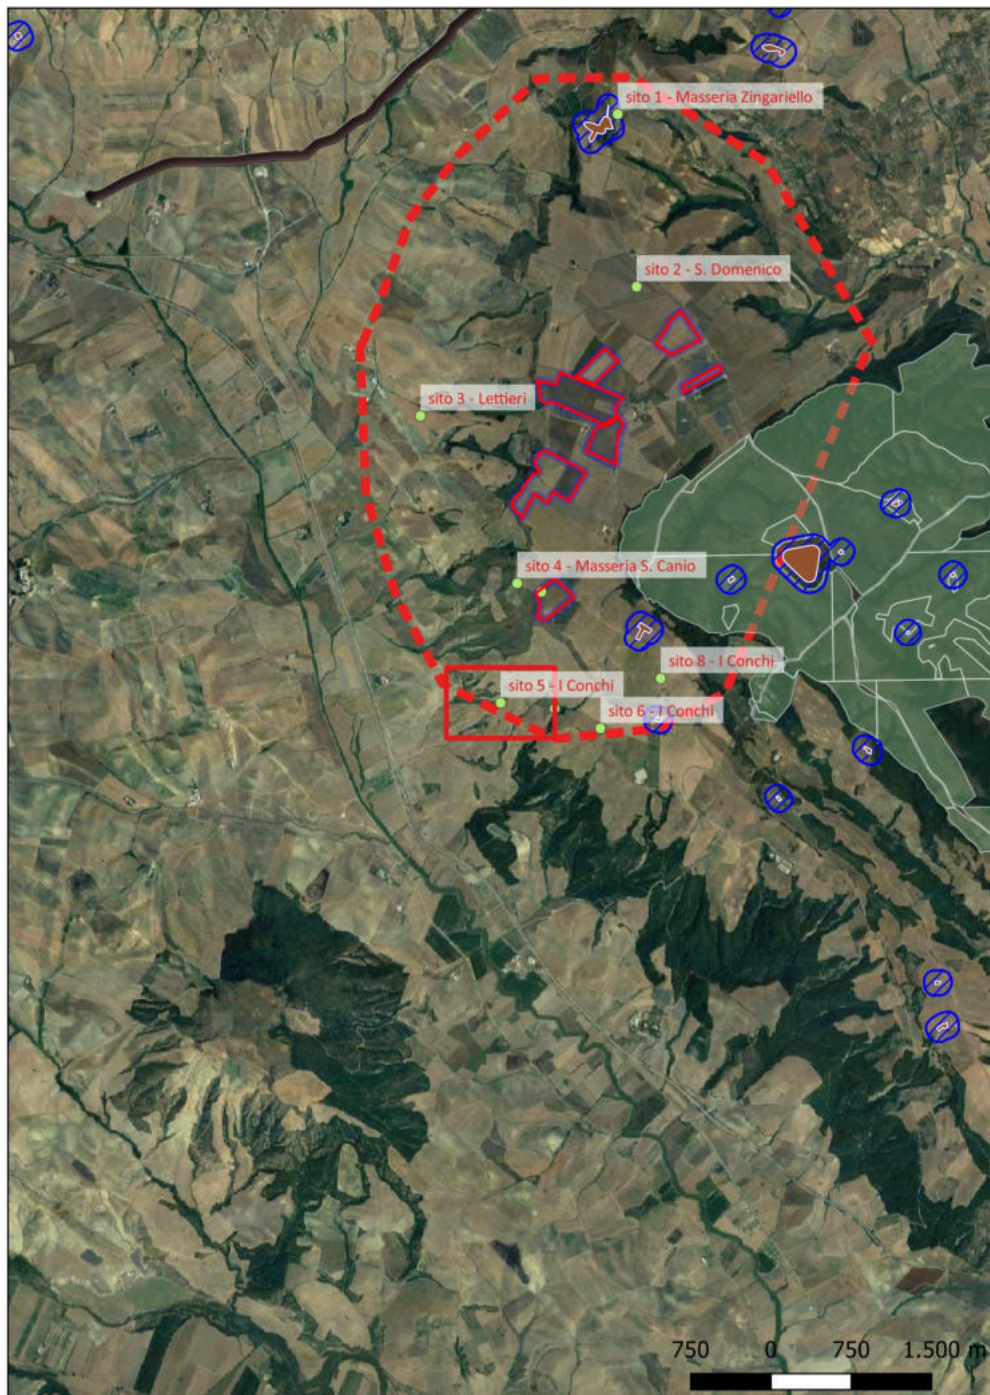 sito 1 - Masseria Zingariello
sito 2 - S. Domenico
sito 3 - Lettieri
sito 4 - Masseria S. Canio
sito 8 - I Conchi
sito 5 - I Conchi
sito 6 - I Conchi
750 0 750 1.500 m